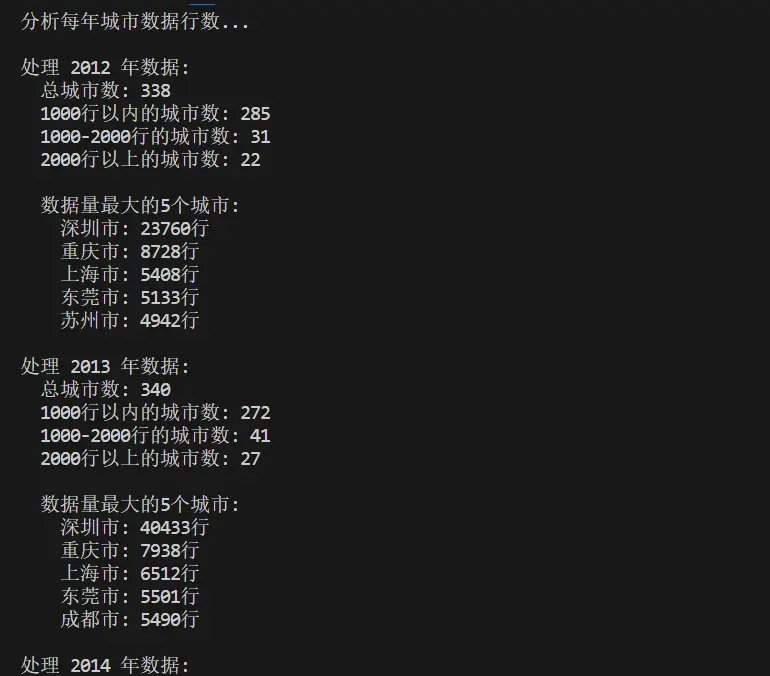 分析每年城市数据行数...
处理 2012 年数据:
总城市数: 338
1000行以内的城市数: 285
1000-2000行的城市数: 31
2000行以上的城市数: 22
数据量最大的5个城市:
深圳市: 23760行
重庆市: 8728行
上海市: 5408行
东莞市: 5133行
苏州市: 4942行
处理 2013 年数据:
总城市数: 340
1000行以内的城市数: 272
1000-2000行的城市数: 41
2000行以上的城市数: 27
数据量最大的5个城市:
深圳市: 40433行
重庆市: 7938行
上海市: 6512行
东莞市: 5501行
成都市: 5490行
处理 2014 年数据: